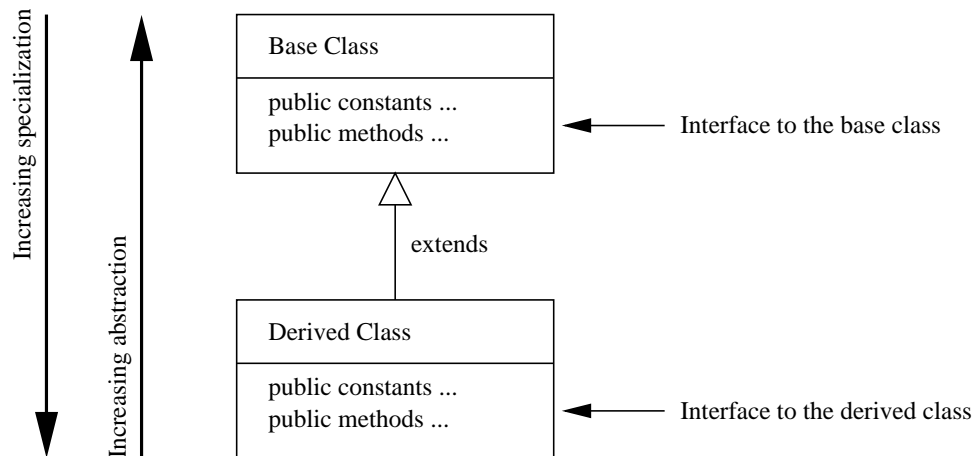 Increasing specialization
Increasing abstraction
Base Class
public constants ...
public methods ...
Interface to the base class
extends
Derived Class
public constants ...
public methods ...
Interface to the derived class